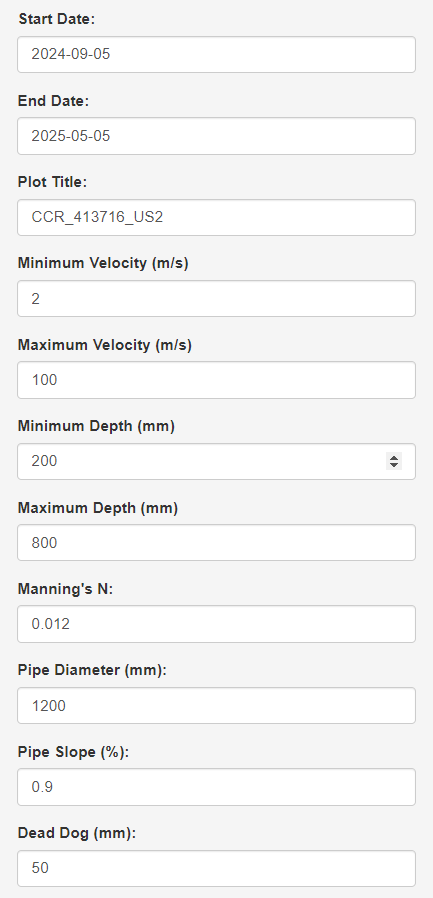 Start Date:
2024-09-05
End Date:
2025-05-05
Plot Title:
CCR_413716_US2
Minimum Velocity (m/s)
2
Maximum Velocity (m/s)
100
Minimum Depth (mm)
200
Maximum Depth (mm)
800
Manning's N:
0.012
Pipe Diameter (mm):
1200
Pipe Slope (%):
0.9
Dead Dog (mm):
50